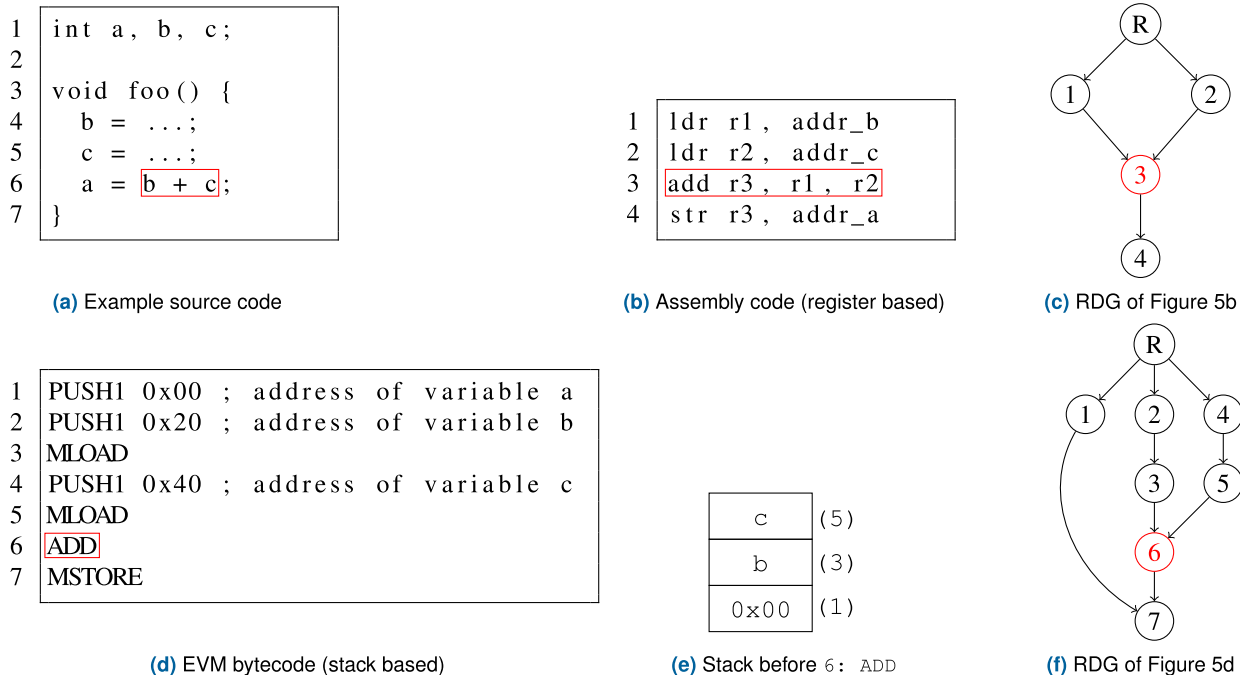 1 int a, b, c;
2
3 void foo() {
4 b = ...;
5 c = ...;
6 a = b + c;
7 }
(a) Example source code
1 ldr r1, addr_b
2 ldr r2, addr_c
3 add r3, r1, r2
4 str r3, addr_a
(b) Assembly code (register based)
R
1 2
3
4
(c) RDG of Figure 5b
1 PUSH1 0x00 ; address of variable a
2 PUSH1 0x20 ; address of variable b
3 MLOAD
4 PUSH1 0x40 ; address of variable c
5 MLOAD
6 ADD
7 MSTORE
(d) EVM bytecode (stack based)
c (5)
b (3)
0x00 (1)
(e) Stack before 6: ADD
R
1 2 4
3 5
6
7
(f) RDG of Figure 5d